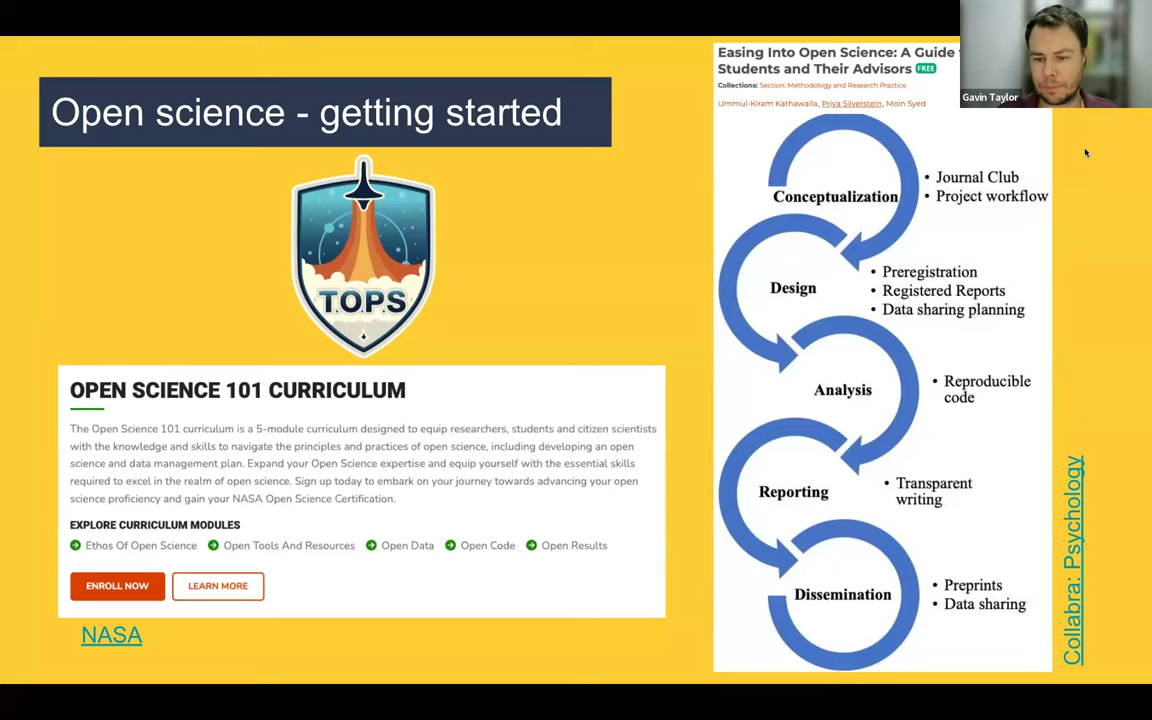 Open science - getting started
T.O.P.S
OPEN SCIENCE 101 CURRICULUM
The Open Science 101 curriculum is a 5-module curriculum designed to equip researchers, students and citizen scientists
with the knowledge and skills to navigate the principles and practices of open science, including developing an open
science and data management plan. Expand your Open Science expertise and equip yourself with the essential skills
required to excel in the realm of open science. Sign up today to embark on your journey towards advancing your open
science proficiency and gain your NASA Open Science Certification.
EXPLORE CURRICULUM MODULES
Ethos Of Open Science Open Tools And Resources Open Data Open Code Open Results
ENROLL NOW LEARN MORE
NASA
Easing Into Open Science: A Guide
Students and Their Advisors FREE
Collections: Section: Methodology and Research Practice
Ummul-Kiram Kathawalla, Priya Silverstein, Moin Syed
Gavin Taylor
Conceptualization
• Journal Club
• Project workflow
Design
• Preregistration
• Registered Reports
• Data sharing planning
Analysis
• Reproducible
code
Reporting
• Transparent
writing
Dissemination
• Preprints
• Data sharing
Collabra: Psychology